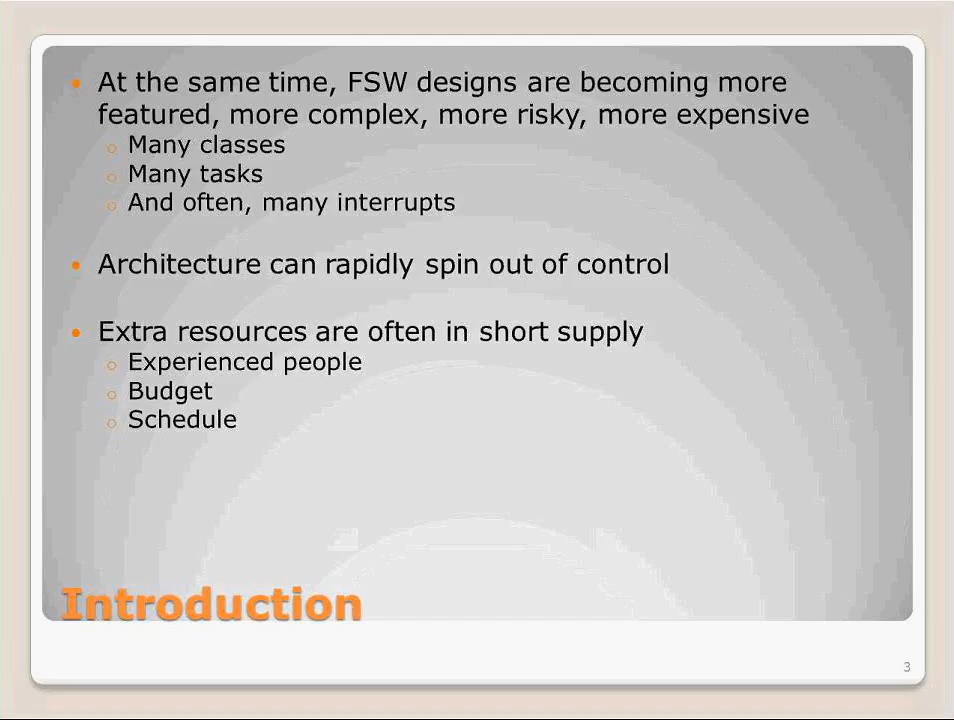 At the same time, FSW designs are becoming more
featured, more complex, more risky, more expensive
Many classes
Many tasks
And often, many interrupts
Architecture can rapidly spin out of control
Extra resources are often in short supply
Experienced people
Budget
Schedule
Introduction
3